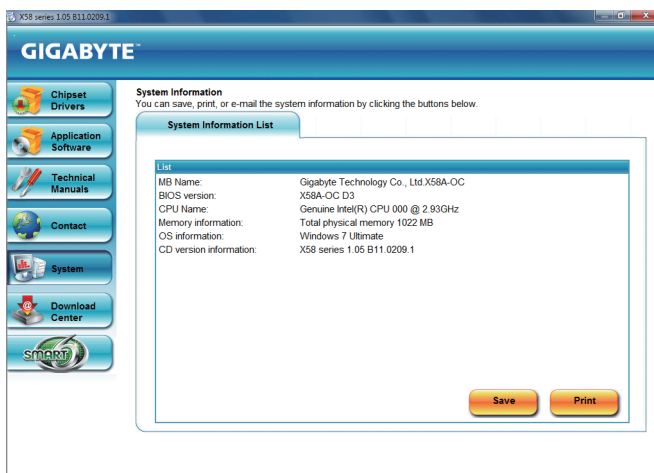 X58 series 1.05 B11.0209.1
GIGABYTE™
Chipset
Drivers
Application
Software
Technical
Manuals
Contact
System
Download
Center
SMART6
System Information
You can save, print, or e-mail the system information by clicking the buttons below.
System Information List
List
MB Name: Gigabyte Technology Co., Ltd.X58A-OC
BIOS version: X58A-OC D3
CPU Name: Genuine Intel(R) CPU 000 @ 2.93GHz
Memory information: Total physical memory 1022 MB
OS information: Windows 7 Ultimate
CD version information: X58 series 1.05 B11.0209.1
Save Print